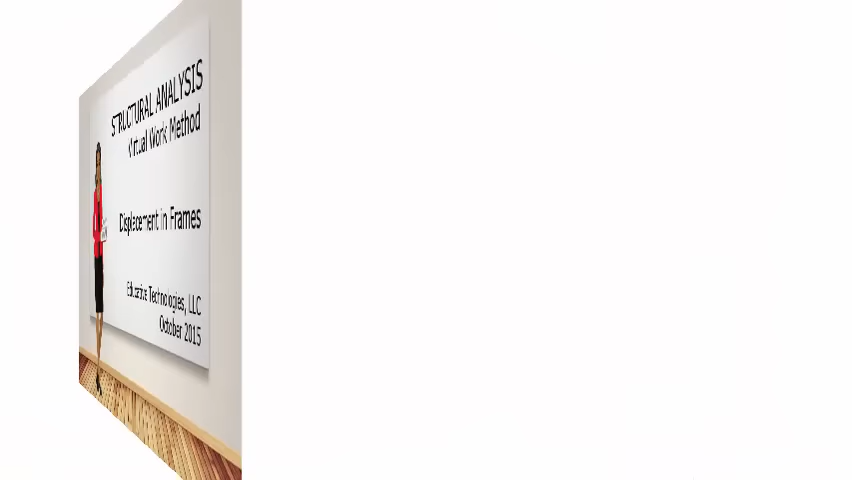 STRUCTURAL ANALYSIS
Virtual Work Method
Displacement in Frames
Educative Technologies, LLC
October 2015